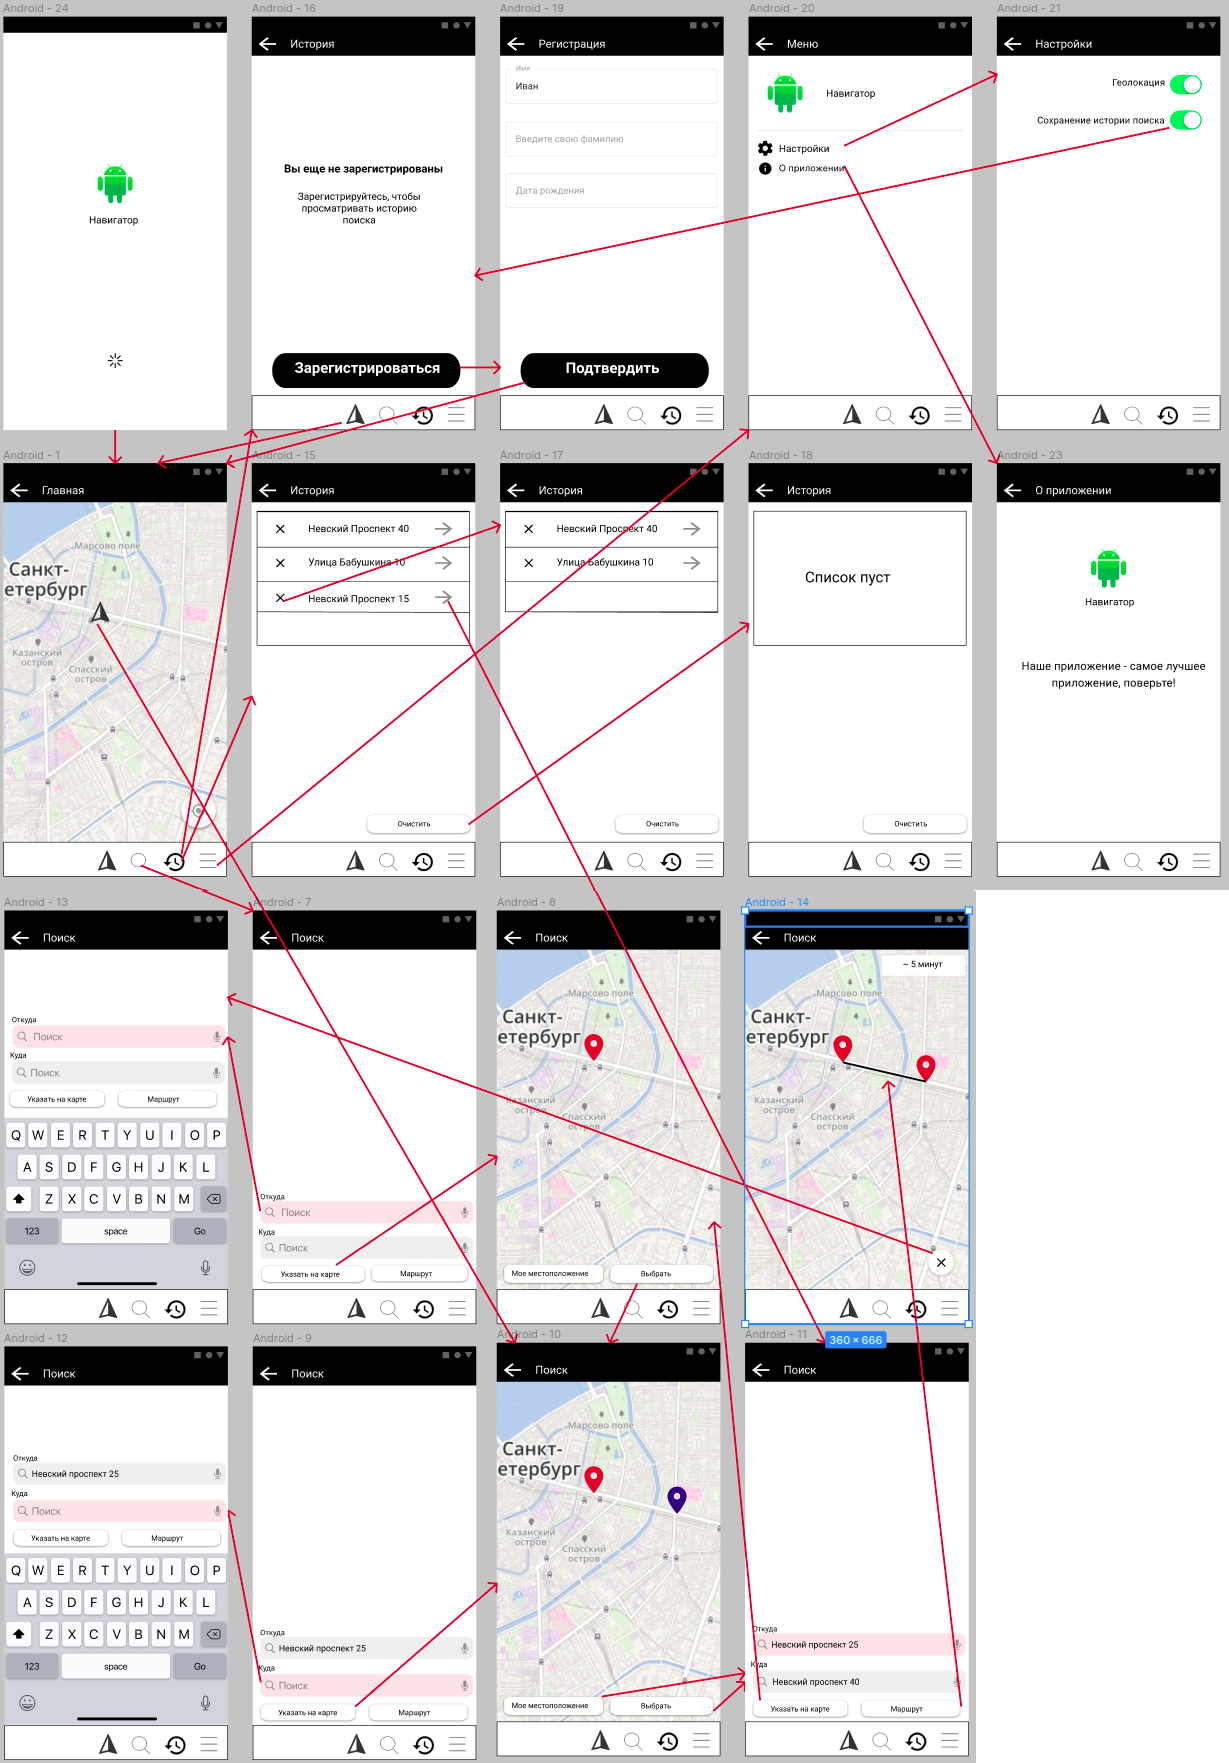 Android - 24
Навигатор
Android - 16
История
Вы еще не зарегистрированы
Зарегистрируйтесь, чтобы
просматривать историю
поиска
Зарегистрироваться
Android - 19
Регистрация
Имя
Иван
Введите свою фамилию
Дата рождения
Подтвердить
Android - 20
Меню
Навигатор
Настройки
О приложении
Android - 21
Настройки
Геолокация
Сохранение истории поиска
Android - 1
Главная
Марсово поле
Санкт-
етербург
Казанский
остров
Спасский
остров
Android - 15
История
Невский Проспект 40
Улица Бабушкина 10
Невский Проспект 15
Очистить
Android - 17
История
Невский Проспект 40
Улица Бабушкина 10
Очистить
Android - 18
История
Список пуст
Очистить
Android - 23
О приложении
Навигатор
Наше приложение - самое лучшее
приложение, поверьте!
Android - 13
Поиск
Откуда
Поиск
Куда
Поиск
Указать на карте
Маршрут
Q W E R T Y U I O P
A S D F G H J K L
Z X C V B N M
123 space Go
Android - 7
Поиск
Откуда
Поиск
Куда
Поиск
Указать на карте
Маршрут
Android - 8
Поиск
Марсово поле
Санкт-
етербург
Казанский
остров
Спасский
остров
Мое местоположение
Выбрать
Android - 14
Поиск
~ 5 минут
Марсово поле
Санкт-
етербург
Казанский
остров
Спасский
остров
360 × 666
Android - 12
Поиск
Откуда
Невский проспект 25
Куда
Поиск
Указать на карте
Маршрут
Q W E R T Y U I O P
A S D F G H J K L
Z X C V B N M
123 space Go
Android - 9
Поиск
Откуда
Невский проспект 25
Куда
Поиск
Указать на карте
Маршрут
Android - 10
Поиск
Марсово поле
Санкт-
етербург
Казанский
остров
Спасский
остров
Мое местоположение
Выбрать
Android - 11
Поиск
Откуда
Невский проспект 25
Куда
Невский проспект 40
Указать на карте
Маршрут